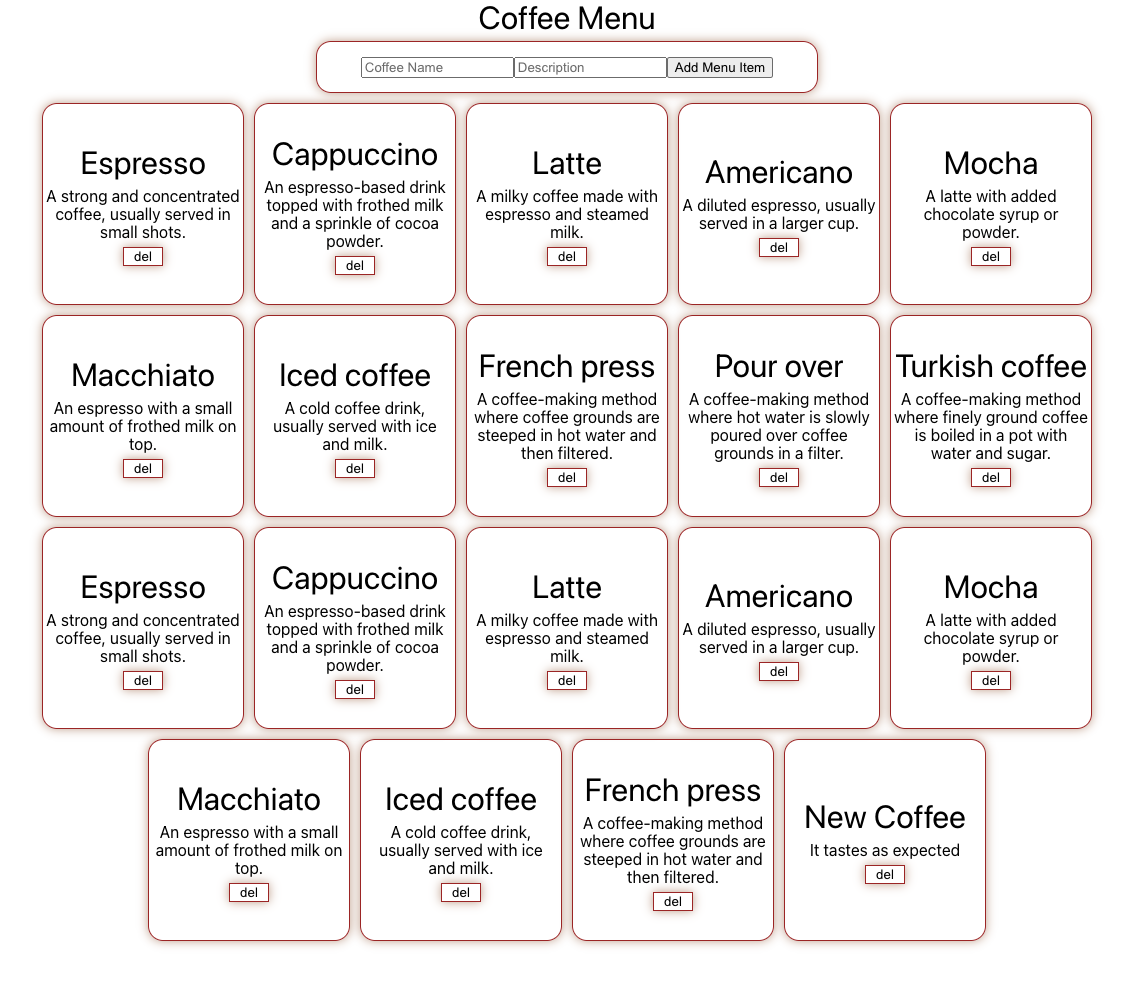 Coffee Menu
Coffee Name
Description
Add Menu Item
Espresso
A strong and concentrated
coffee, usually served in
small shots.
del
Cappuccino
An espresso-based drink
topped with frothed milk
and a sprinkle of cocoa
powder.
del
Latte
A milky coffee made with
espresso and steamed
milk.
del
Americano
A diluted espresso, usually
served in a larger cup.
del
Mocha
A latte with added
chocolate syrup or
powder.
del
Macchiato
An espresso with a small
amount of frothed milk on
top.
del
Iced coffee
A cold coffee drink,
usually served with ice
and milk.
del
French press
A coffee-making method
where coffee grounds are
steeped in hot water and
then filtered.
del
Pour over
A coffee-making method
where hot water is slowly
poured over coffee
grounds in a filter.
del
Turkish coffee
A coffee-making method
where finely ground coffee
is boiled in a pot with
water and sugar.
del
Espresso
A strong and concentrated
coffee, usually served in
small shots.
del
Cappuccino
An espresso-based drink
topped with frothed milk
and a sprinkle of cocoa
powder.
del
Latte
A milky coffee made with
espresso and steamed
milk.
del
Americano
A diluted espresso, usually
served in a larger cup.
del
Mocha
A latte with added
chocolate syrup or
powder.
del
Macchiato
An espresso with a small
amount of frothed milk on
top.
del
Iced coffee
A cold coffee drink,
usually served with ice
and milk.
del
French press
A coffee-making method
where coffee grounds are
steeped in hot water and
then filtered.
del
New Coffee
It tastes as expected
del